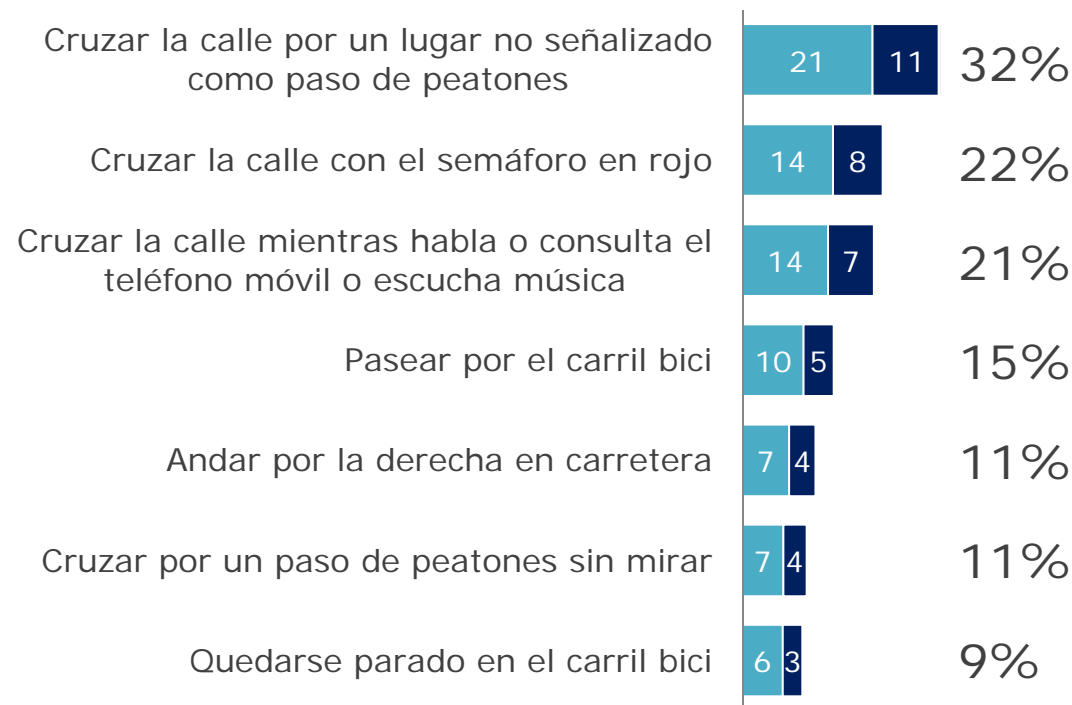 Cruzar la calle por un lugar no señalizado
como paso de peatones
21 11 32%
Cruzar la calle con el semáforo en rojo
14 8 22%
Cruzar la calle mientras habla o consulta el
teléfono móvil o escucha música
14 7 21%
Pasear por el carril bici
10 5 15%
Andar por la derecha en carretera
7 4 11%
Cruzar por un paso de peatones sin mirar
7 4 11%
Quedarse parado en el carril bici
6 3 9%